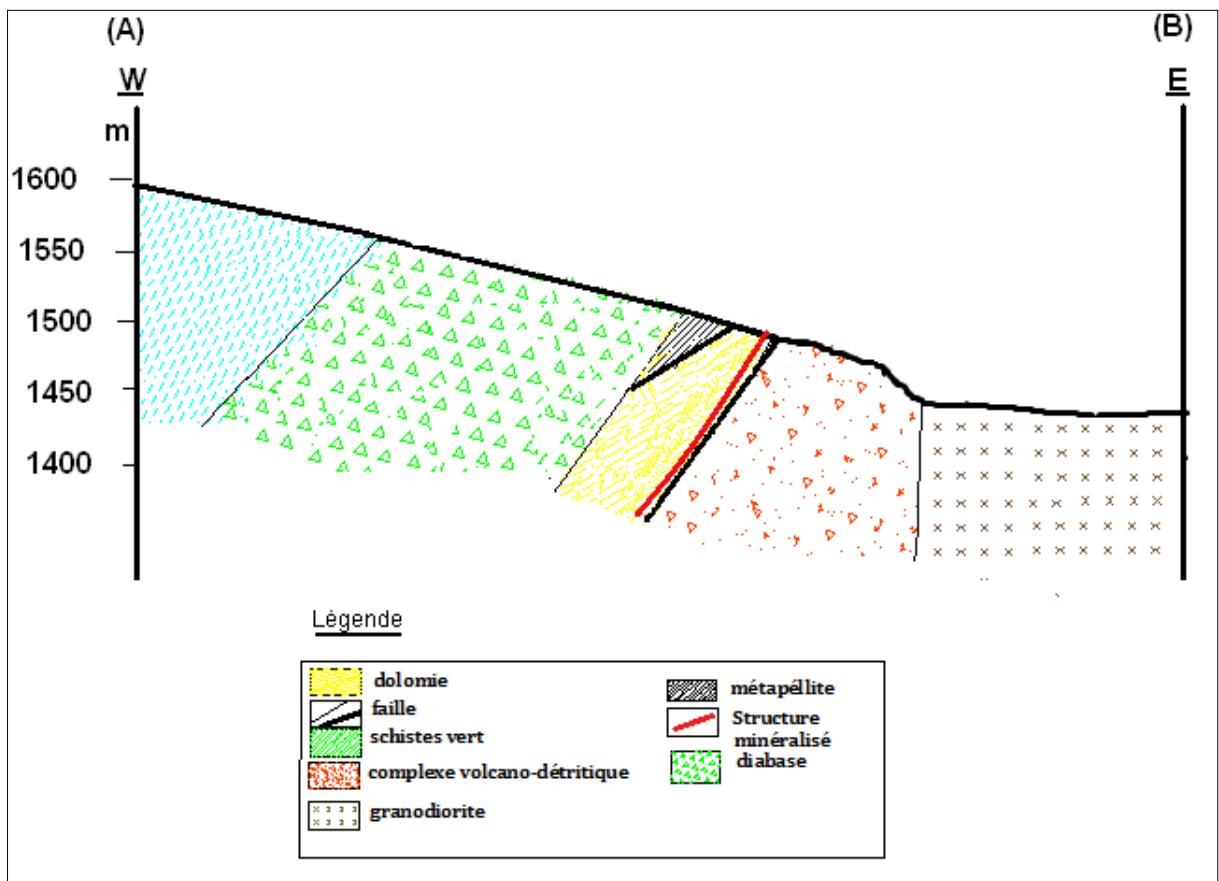 (A)
(B)
W
E
m
1600
1550
1500
1450
1400
Légende
dolomie
faille
schistes vert
complexe volcano-détritique
granodiorite
métapéllite
Structure
minéralisé
diabase